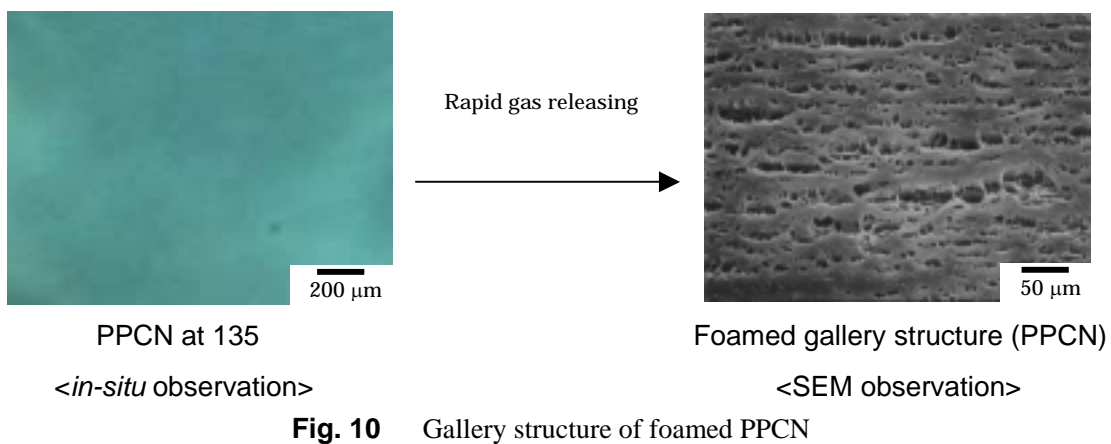 Rapid gas releasing
200 μm
50 μm
PPCN at 135
Foamed gallery structure (PPCN)
<in-situ observation>
<SEM observation>
Fig. 10 Gallery structure of foamed PPCN